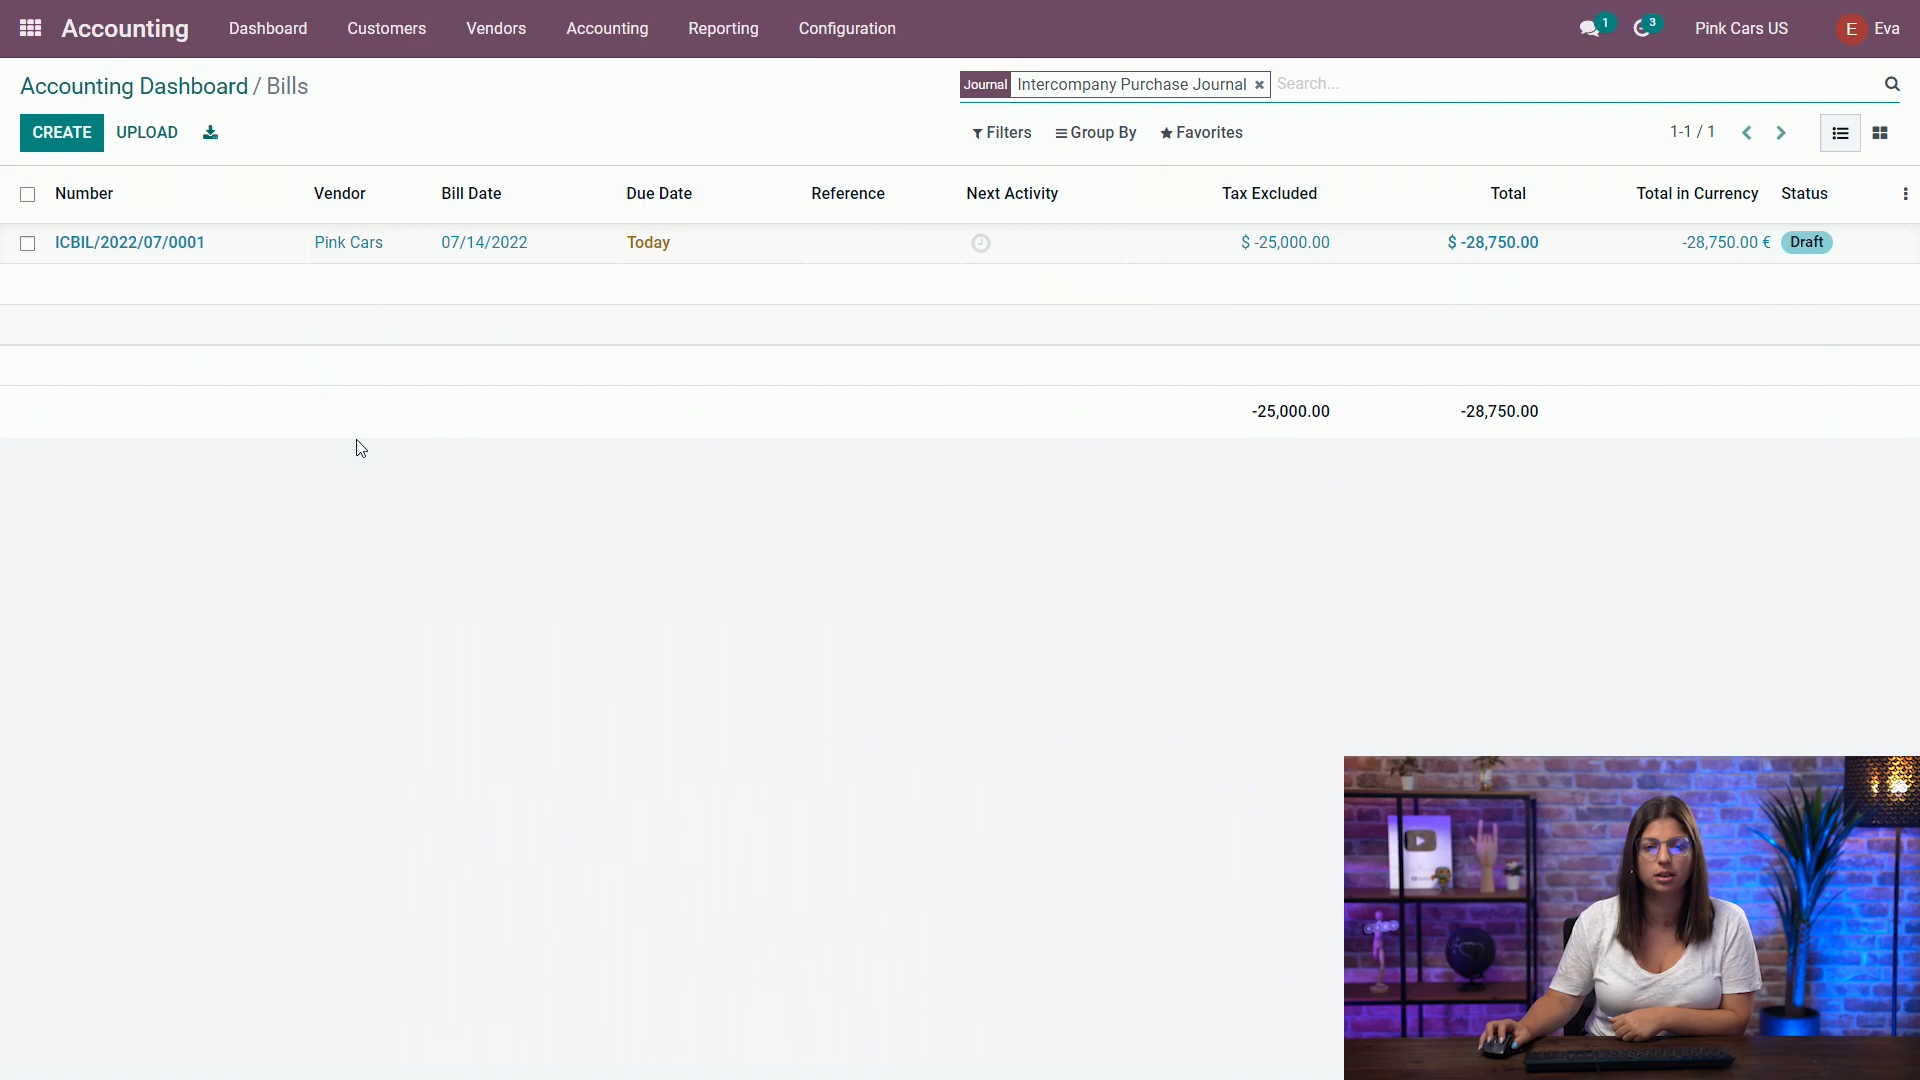 Accounting Dashboard Customers Vendors Accounting Reporting Configuration 1 3 Pink Cars US E Eva
Accounting Dashboard / Bills
Journal Intercompany Purchase Journal × Search...
CREATE UPLOAD Filters Group By Favorites 1-1 / 1
Number Vendor Bill Date Due Date Reference Next Activity Tax Excluded Total Total in Currency Status
ICBIL/2022/07/0001 Pink Cars 07/14/2022 Today $ -25,000.00 $ -28,750.00 -28,750.00 € Draft
-25,000.00 -28,750.00